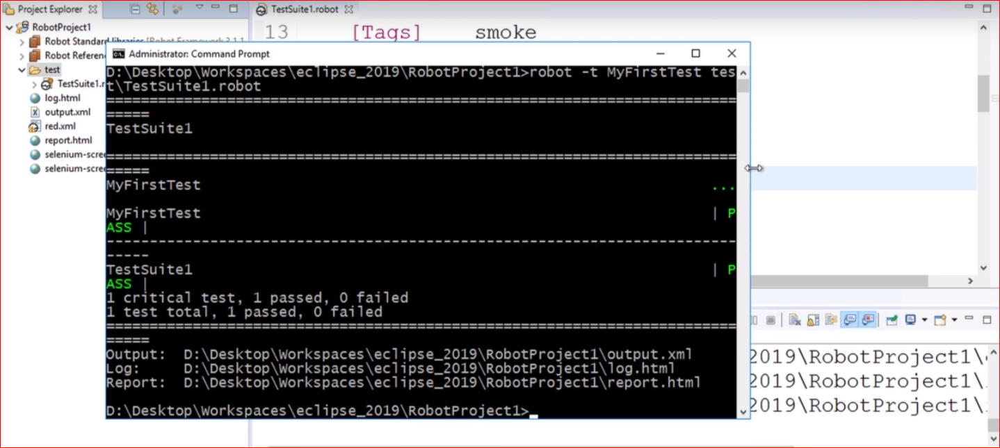 Project Explorer
TestSuite1.robot
RobotProject1
Robot Standard Libraries [Robot Framework 3.1.1
Robot Referen
test
TestSuite1.r
log.html
output.xml
red.xml
report.html
selenium-scree
selenium-scree
13 [Tags] smoke
Administrator: Command Prompt
D:\Desktop\Workspaces\eclipse_2019\RobotProject1>robot -t MyFirstTest tes
t\TestSuite1.robot
=========================================================================
=====
TestSuite1
=========================================================================
=====
MyFirstTest ...
MyFirstTest | P
ASS |
-------------------------------------------------------------------------
-----
TestSuite1 | P
ASS |
1 critical test, 1 passed, 0 failed
1 test total, 1 passed, 0 failed
=========================================================================
=====
Output: D:\Desktop\Workspaces\eclipse_2019\RobotProject1\output.xml
Log: D:\Desktop\Workspaces\eclipse_2019\RobotProject1\log.html
Report: D:\Desktop\Workspaces\eclipse_2019\RobotProject1\report.html
D:\Desktop\Workspaces\eclipse_2019\RobotProject1>_
2019\RobotProject1\
2019\RobotProject1\
2019\RobotProject1\